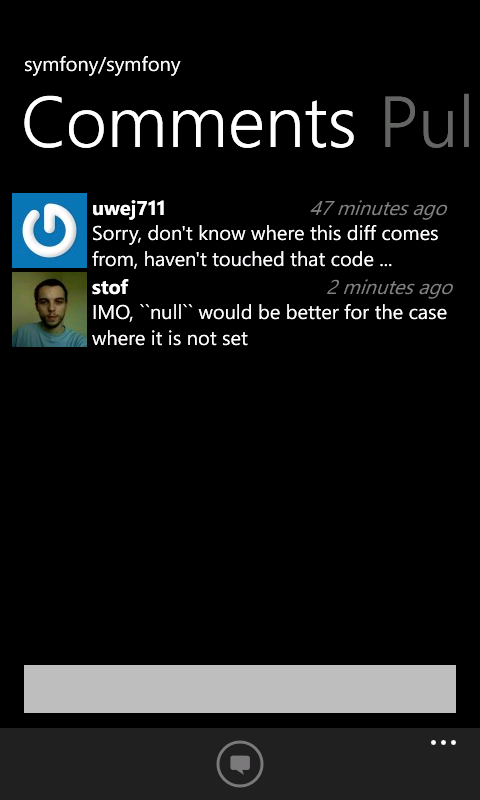 symfony/symfony
Comments Pul
uwej711 47 minutes ago
Sorry, don't know where this diff comes
from, haven't touched that code ...
stof 2 minutes ago
IMO, ``null`` would be better for the case
where it is not set